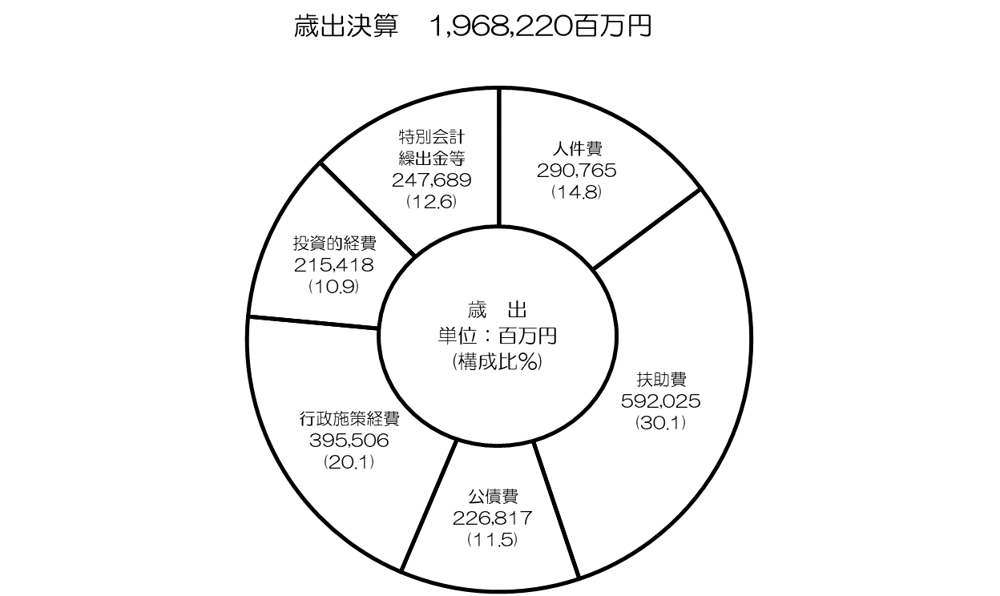 歳出決算　1,968,220百万円
特別会計
繰出金等
247,689
(12.6)
人件費
290,765
(14.8)
投資的経費
215,418
(10.9)
歳　出
単位：百万円
(構成比%)
扶助費
592,025
(30.1)
行政施策経費
395,506
(20.1)
公債費
226,817
(11.5)